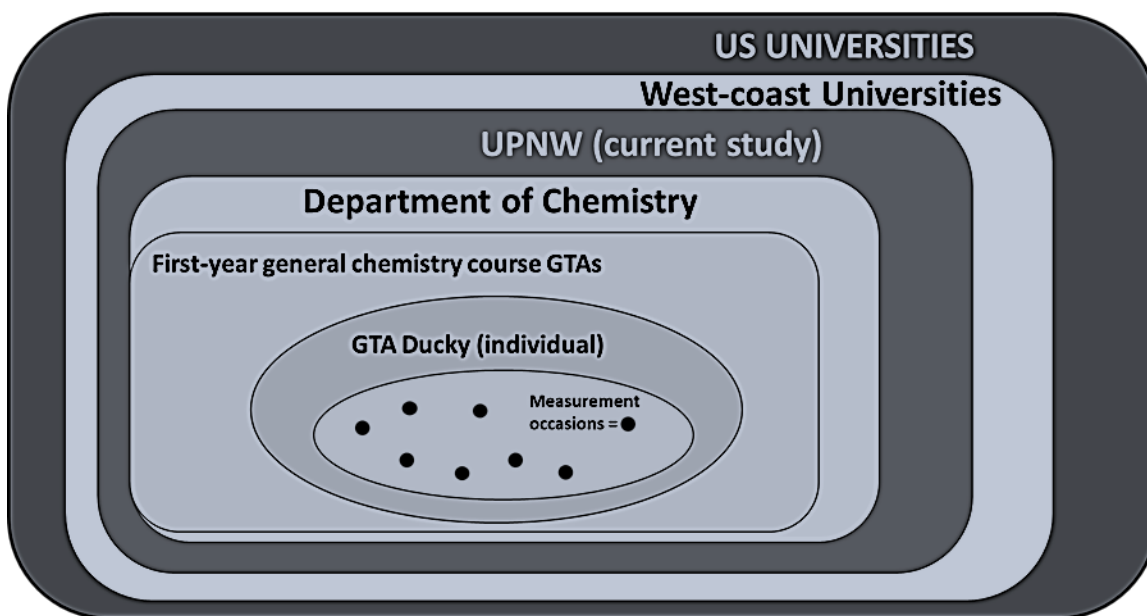 US UNIVERSITIES
West-coast Universities
UPNW (current study)
Department of Chemistry
First-year general chemistry course GTAs
GTA Ducky (individual)
Measurement
occasions =